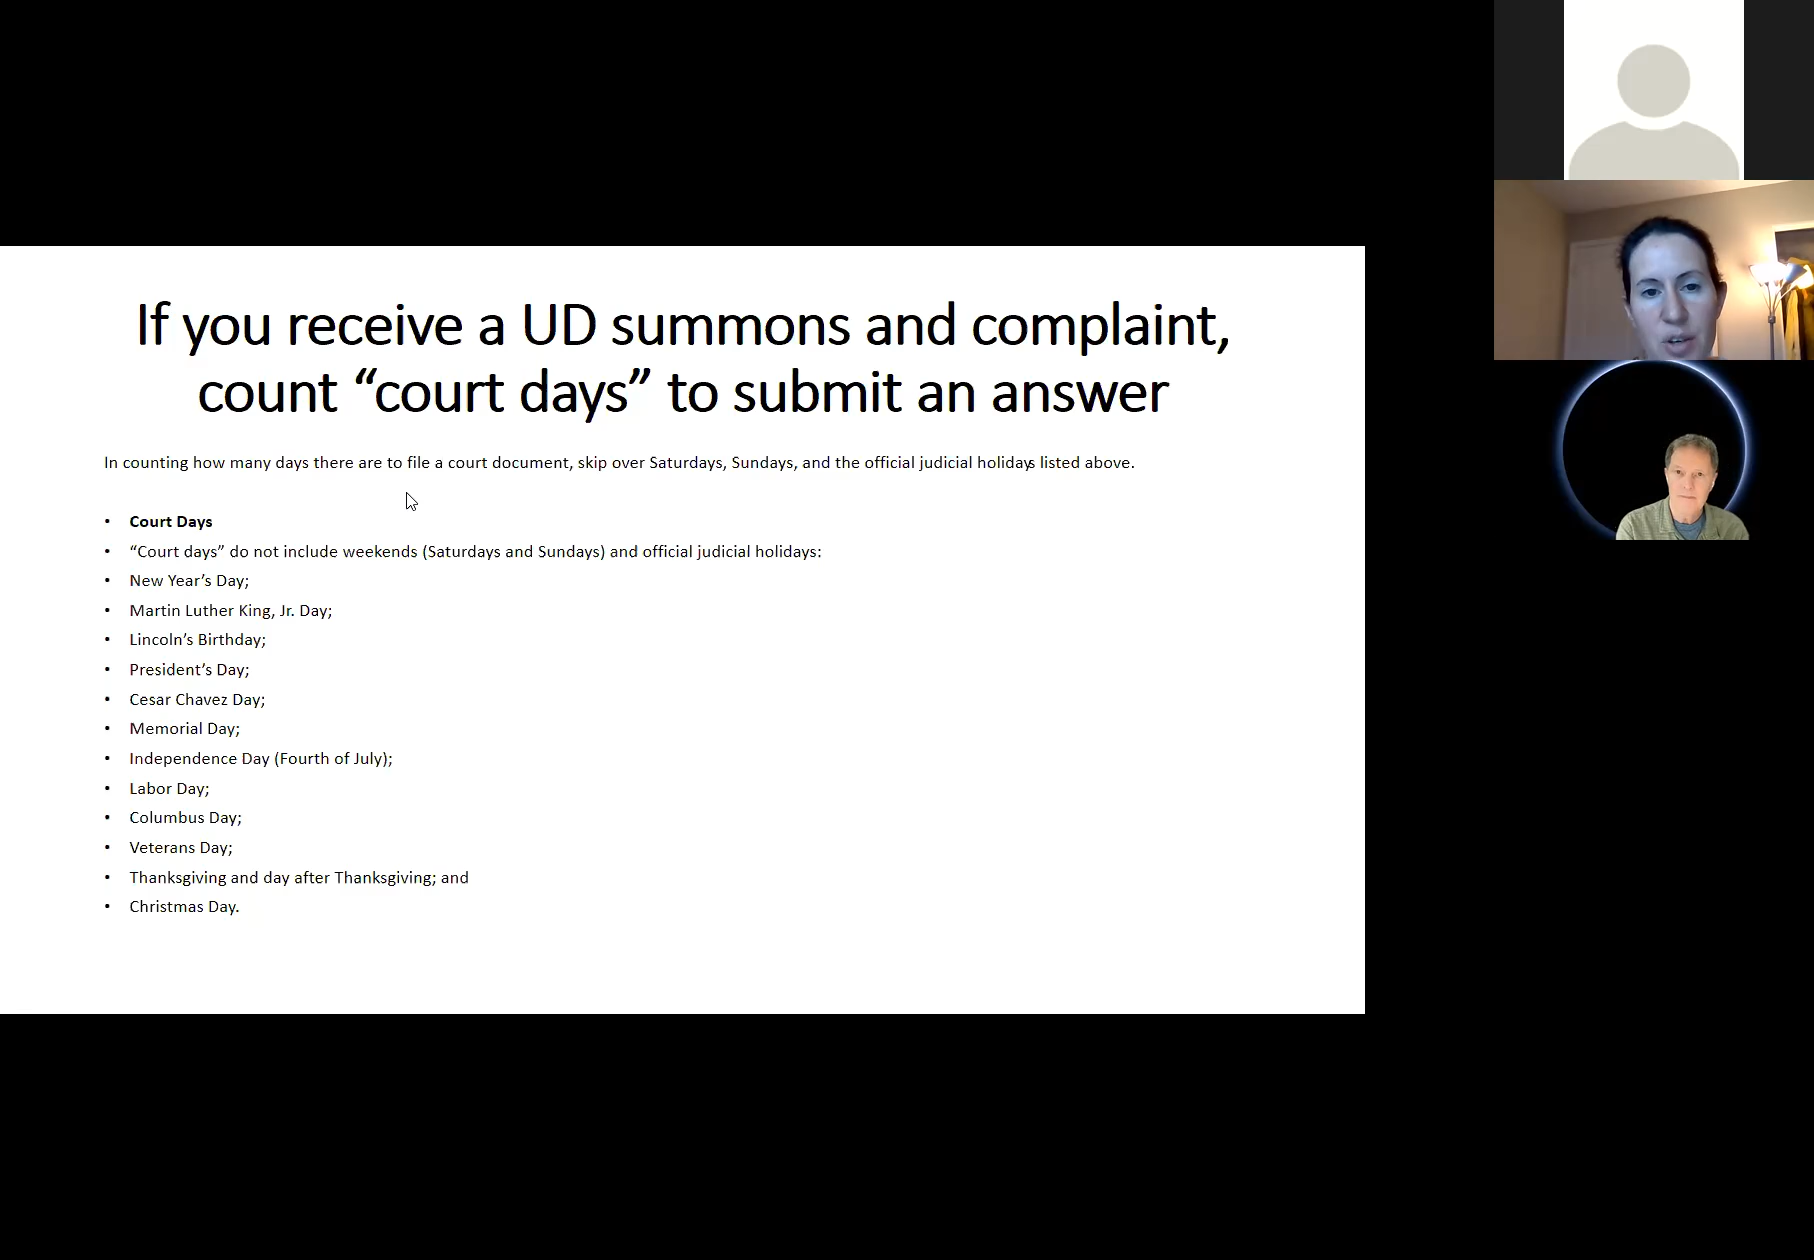 If you receive a UD summons and complaint,
count “court days” to submit an answer
In counting how many days there are to file a court document, skip over Saturdays, Sundays, and the official judicial holidays listed above.
• Court Days
• “Court days” do not include weekends (Saturdays and Sundays) and official judicial holidays:
• New Year’s Day;
• Martin Luther King, Jr. Day;
• Lincoln’s Birthday;
• President’s Day;
• Cesar Chavez Day;
• Memorial Day;
• Independence Day (Fourth of July);
• Labor Day;
• Columbus Day;
• Veterans Day;
• Thanksgiving and day after Thanksgiving; and
• Christmas Day.